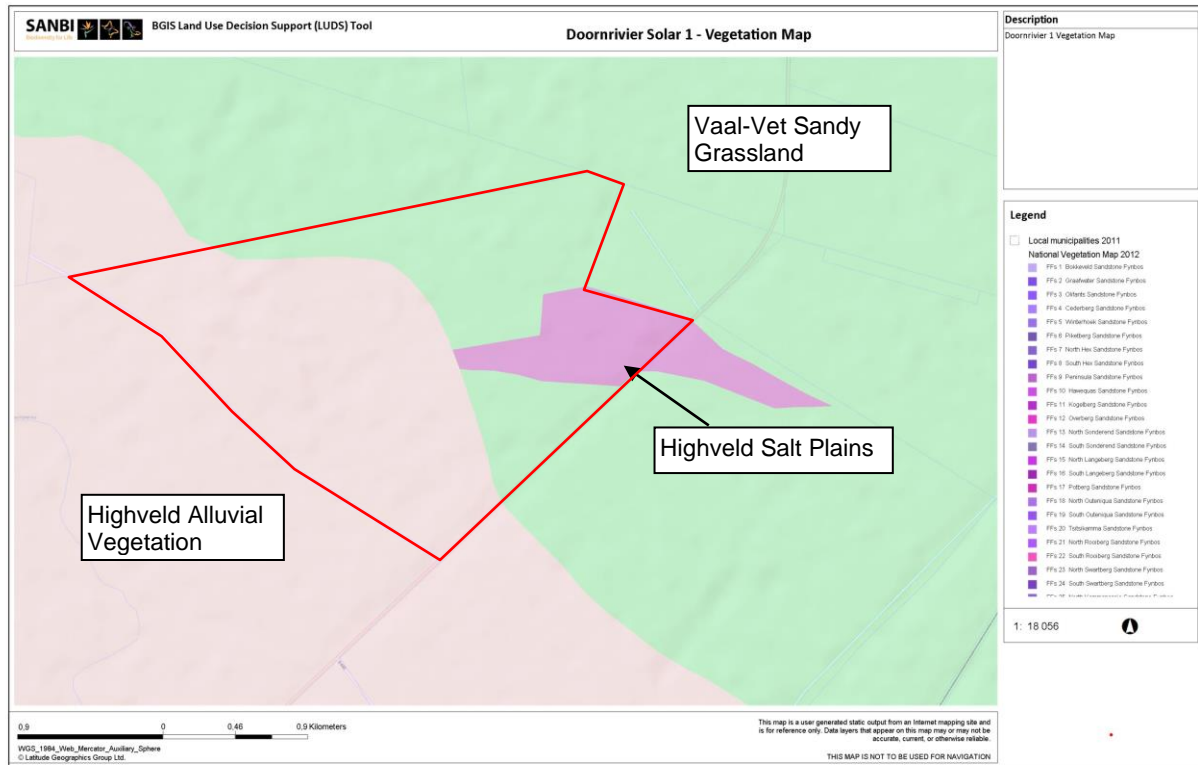 SANBI
Biodiversity for Life
BGIS Land Use Decision Support (LUDS) Tool
Doornrivier Solar 1 - Vegetation Map
Description
Doornrivier 1 Vegetation Map
Vaal-Vet Sandy
Grassland
Highveld Salt Plains
Highveld Alluvial
Vegetation
Legend
Local municipalities 2011
National Vegetation Map 2012
FFs 1 Bokkeveld Sandstone Fynbos
FFs 2 Graafwater Sandstone Fynbos
FFs 3 Olifants Sandstone Fynbos
FFs 4 Cederberg Sandstone Fynbos
FFs 5 Winterhoek Sandstone Fynbos
FFs 6 Piketberg Sandstone Fynbos
FFs 7 North Hex Sandstone Fynbos
FFs 8 South Hex Sandstone Fynbos
FFs 9 Peninsula Sandstone Fynbos
FFs 10 Hawequas Sandstone Fynbos
FFs 11 Kogelberg Sandstone Fynbos
FFs 12 Overberg Sandstone Fynbos
FFs 13 North Sonderend Sandstone Fynbos
FFs 14 South Sonderend Sandstone Fynbos
FFs 15 North Langeberg Sandstone Fynbos
FFs 16 South Langeberg Sandstone Fynbos
FFs 17 Potberg Sandstone Fynbos
FFs 18 North Outeniqua Sandstone Fynbos
FFs 19 South Outeniqua Sandstone Fynbos
FFs 20 Tsitsikamma Sandstone Fynbos
FFs 21 North Rooiberg Sandstone Fynbos
FFs 22 South Rooiberg Sandstone Fynbos
FFs 23 North Swartberg Sandstone Fynbos
FFs 24 South Swartberg Sandstone Fynbos
1: 18 056
0,9 0 0,46 0,9 Kilometers
WGS_1984_Web_Mercator_Auxiliary_Sphere
© Latitude Geographics Group Ltd.
This map is a user generated static output from an Internet mapping site and
is for reference only. Data layers that appear on this map may or may not be
accurate, current, or otherwise reliable.
THIS MAP IS NOT TO BE USED FOR NAVIGATION